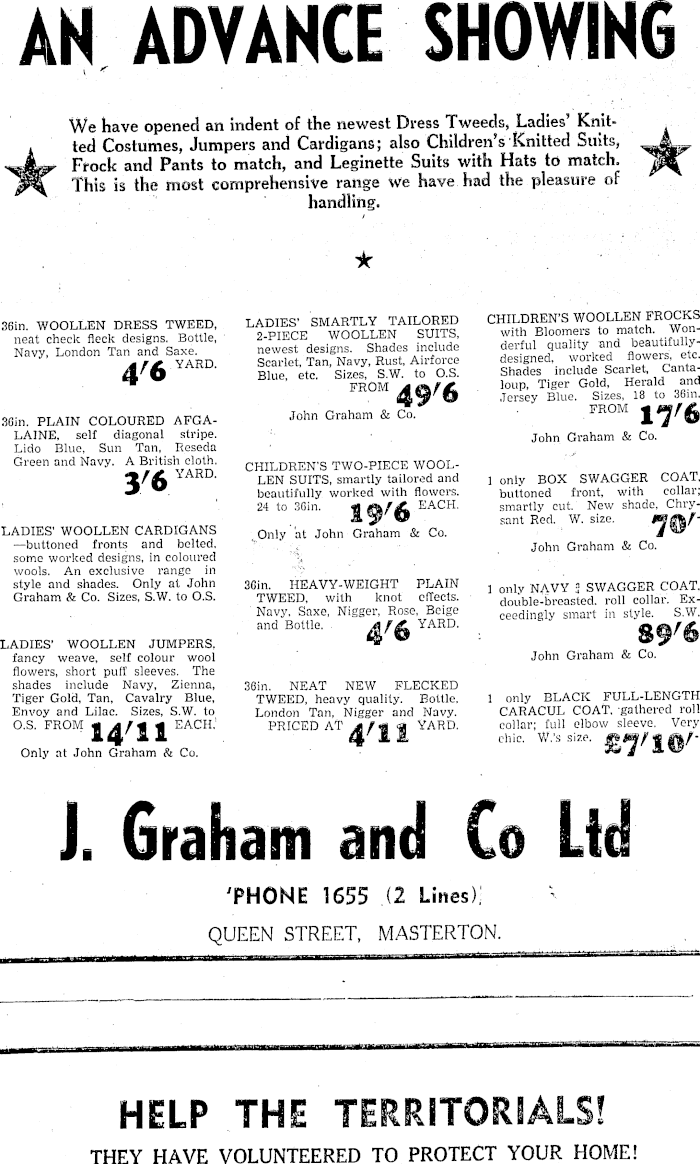 AN ADVANCE SHOWING
We have opened an indent of the newest Dress Tweeds, Ladies' Knit-
ted Costumes, Jumpers and Cardigans; also Children's Knitted Suits,
Frock and Pants to match, and Leginette Suits with Hats to match.
This is the most comprehensive range we have had the pleasure of
handling.
36in. WOOLLEN DRESS TWEED,
neat check fleck designs. Bottle,
Navy, London Tan and Saxe.
4/6 YARD.
36in. PLAIN COLOURED AFGA-
LAINE, self diagonal stripe.
Lido Blue, Sun Tan, Reseda
Green and Navy. A British cloth.
3/6 YARD.
LADIES' WOOLLEN CARDIGANS
—buttoned fronts and belted,
some worked designs, in coloured
wools. An exclusive range in
style and shades. Only at John
Graham & Co. Sizes, S.W. to O.S.
LADIES' WOOLLEN JUMPERS,
fancy weave, self colour wool
flowers, short puff sleeves. The
shades include Navy, Zienna,
Tiger Gold, Tan, Cavalry Blue,
Envoy and Lilac. Sizes, S.W. to
O.S. FROM 14/11 EACH.
Only at John Graham & Co.
LADIES' SMARTLY TAILORED
2-PIECE WOOLLEN SUITS,
newest designs. Shades include
Scarlet, Tan, Navy, Rust, Airforce
Blue, etc. Sizes, S.W. to O.S.
FROM 49/6
John Graham & Co.
CHILDREN'S TWO-PIECE WOOL-
LEN SUITS, smartly tailored and
beautifully worked with flowers.
24 to 36in. 19/6 EACH.
Only at John Graham & Co.
36in. HEAVY-WEIGHT PLAIN
TWEED, with knot effects.
Navy, Saxe, Nigger, Rose, Beige
and Bottle. 4/6 YARD.
36in. NEAT NEW FLECKED
TWEED, heavy quality. Bottle,
London Tan, Nigger and Navy.
PRICED AT 4/11 YARD.
CHILDREN'S WOOLLEN FROCKS
with Bloomers to match. Won-
derful quality and beautifully-
designed, worked flowers, etc.
Shades include Scarlet, Canta-
loup, Tiger Gold, Herald and
Jersey Blue. Sizes, 18 to 36in.
FROM 17/6
John Graham & Co.
1 only BOX SWAGGER COAT,
buttoned front, with collar;
smartly cut. New shade, Chry-
sant Red. W. size. 70/-
John Graham & Co.
1 only NAVY SWAGGER COAT,
double-breasted, roll collar. Ex-
ceedingly smart in style. S.W.
89/6
John Graham & Co.
1 only BLACK FULL-LENGTH
CARACUL COAT, gathered roll
collar; full elbow sleeve. Very
chic. W.'s size. £7/10/-
J. Graham and Co Ltd
'PHONE 1655 (2 Lines)
QUEEN STREET, MASTERTON.
HELP THE TERRITORIALS!
THEY HAVE VOLUNTEERED TO PROTECT YOUR HOME!